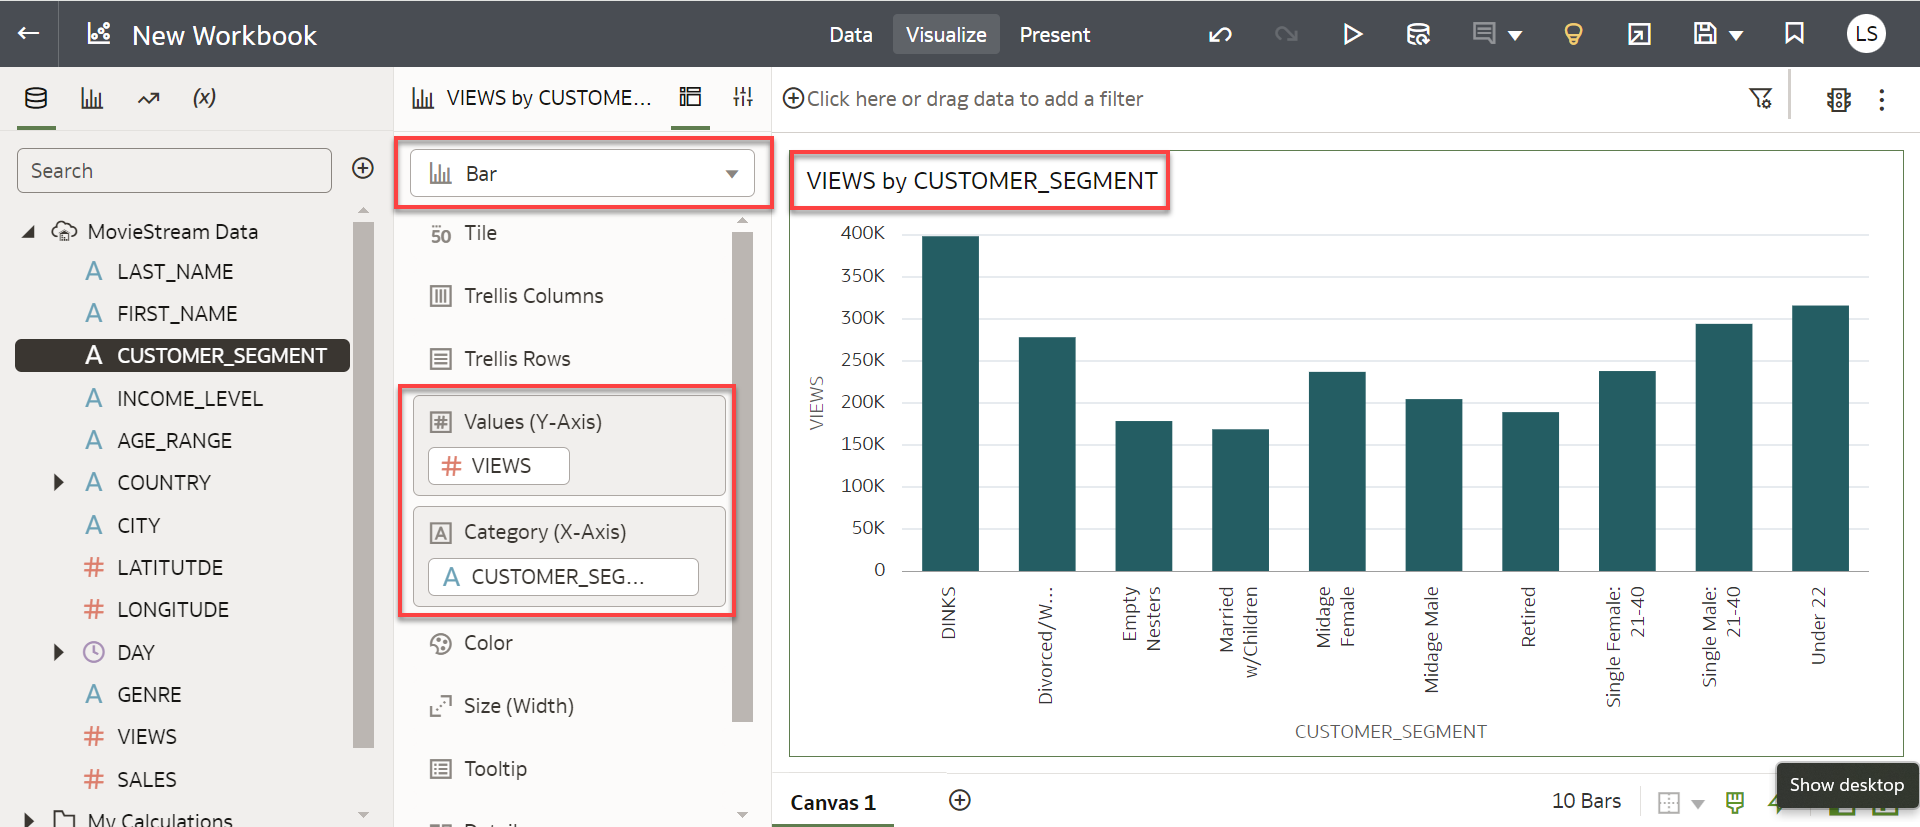 New Workbook
Data
Visualize
Present
LS
(x)
VIEWS by CUSTOME...
Click here or drag data to add a filter
Search
MovieStream Data
A LAST_NAME
A FIRST_NAME
A CUSTOMER_SEGMENT
A INCOME_LEVEL
A AGE_RANGE
A COUNTRY
A CITY
# LATITUTDE
# LONGITUDE
DAY
A GENRE
# VIEWS
# SALES
My Calculations
Bar
50 Tile
Trellis Columns
Trellis Rows
# Values (Y-Axis)
# VIEWS
A Category (X-Axis)
A CUSTOMER_SEG...
Color
Size (Width)
Tooltip
VIEWS by CUSTOMER_SEGMENT
VIEWS
400K
350K
300K
250K
200K
150K
100K
50K
0
DINKS
Divorced/W...
Empty
Nesters
Married
w/Children
Midage
Female
Midage Male
Retired
Single Female:
21-40
Single Male:
21-40
Under 22
CUSTOMER_SEGMENT
Canvas 1
10 Bars
Show desktop